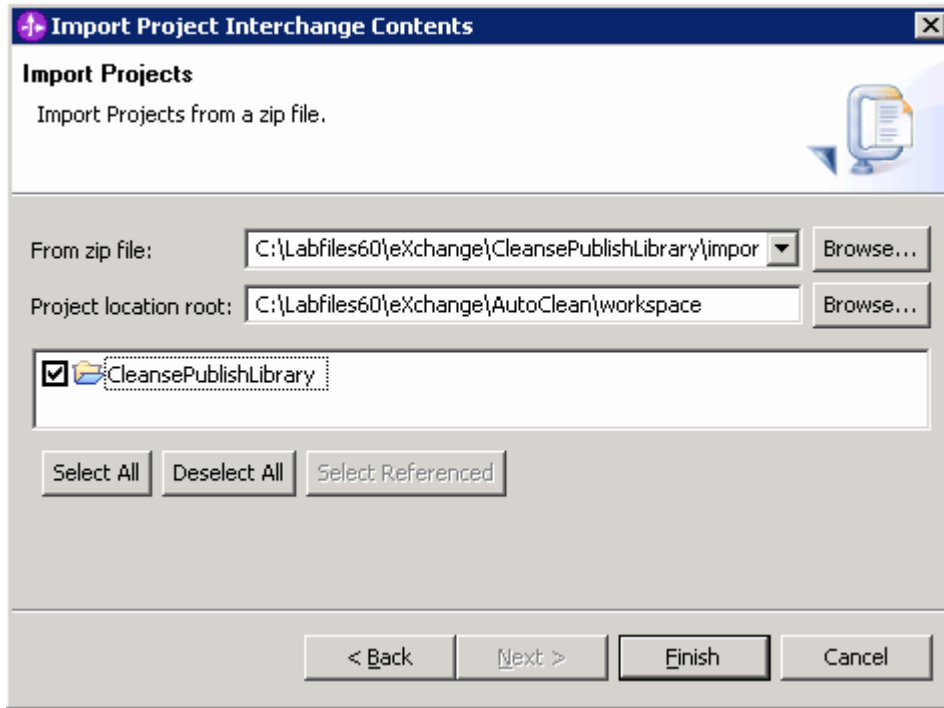 Import Project Interchange Contents
Import Projects
Import Projects from a zip file.
From zip file: C:\Labfiles60\eXchange\CleansePublishLibrary\impor Browse...
Project location root: C:\Labfiles60\eXchange\AutoClean\workspace Browse...
CleansePublishLibrary
Select All Deselect All Select Referenced
< Back Next > Finish Cancel